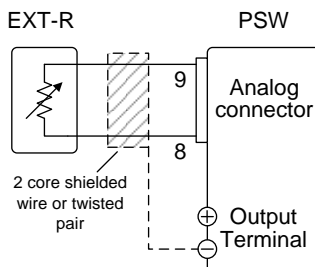 EXT-R
PSW
9
Analog
connector
8
2 core shielded
wire or twisted
pair
+
Output
Terminal
-